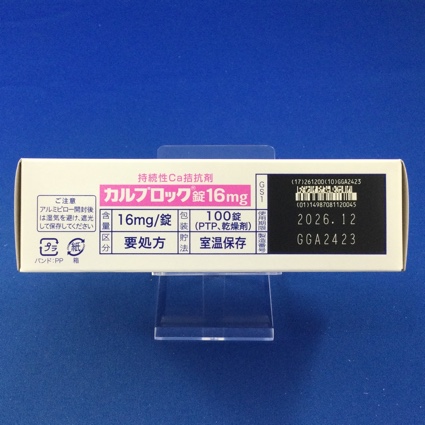 持続性Ca拮抗剤
カルブロック®錠16mg
ご注意
アルミピロー開封後
は湿気を避け、遮光
して保存してください
含量 16mg/錠 包装 100錠
(PTP、乾燥剤)
区分 要処方 貯法 室温保存
プラ 紙
バンド:PP 箱
GS1
使用期限
製造番号
(17)261200(10)GGA2423
(01)14987081120045
2026.12
GGA2423